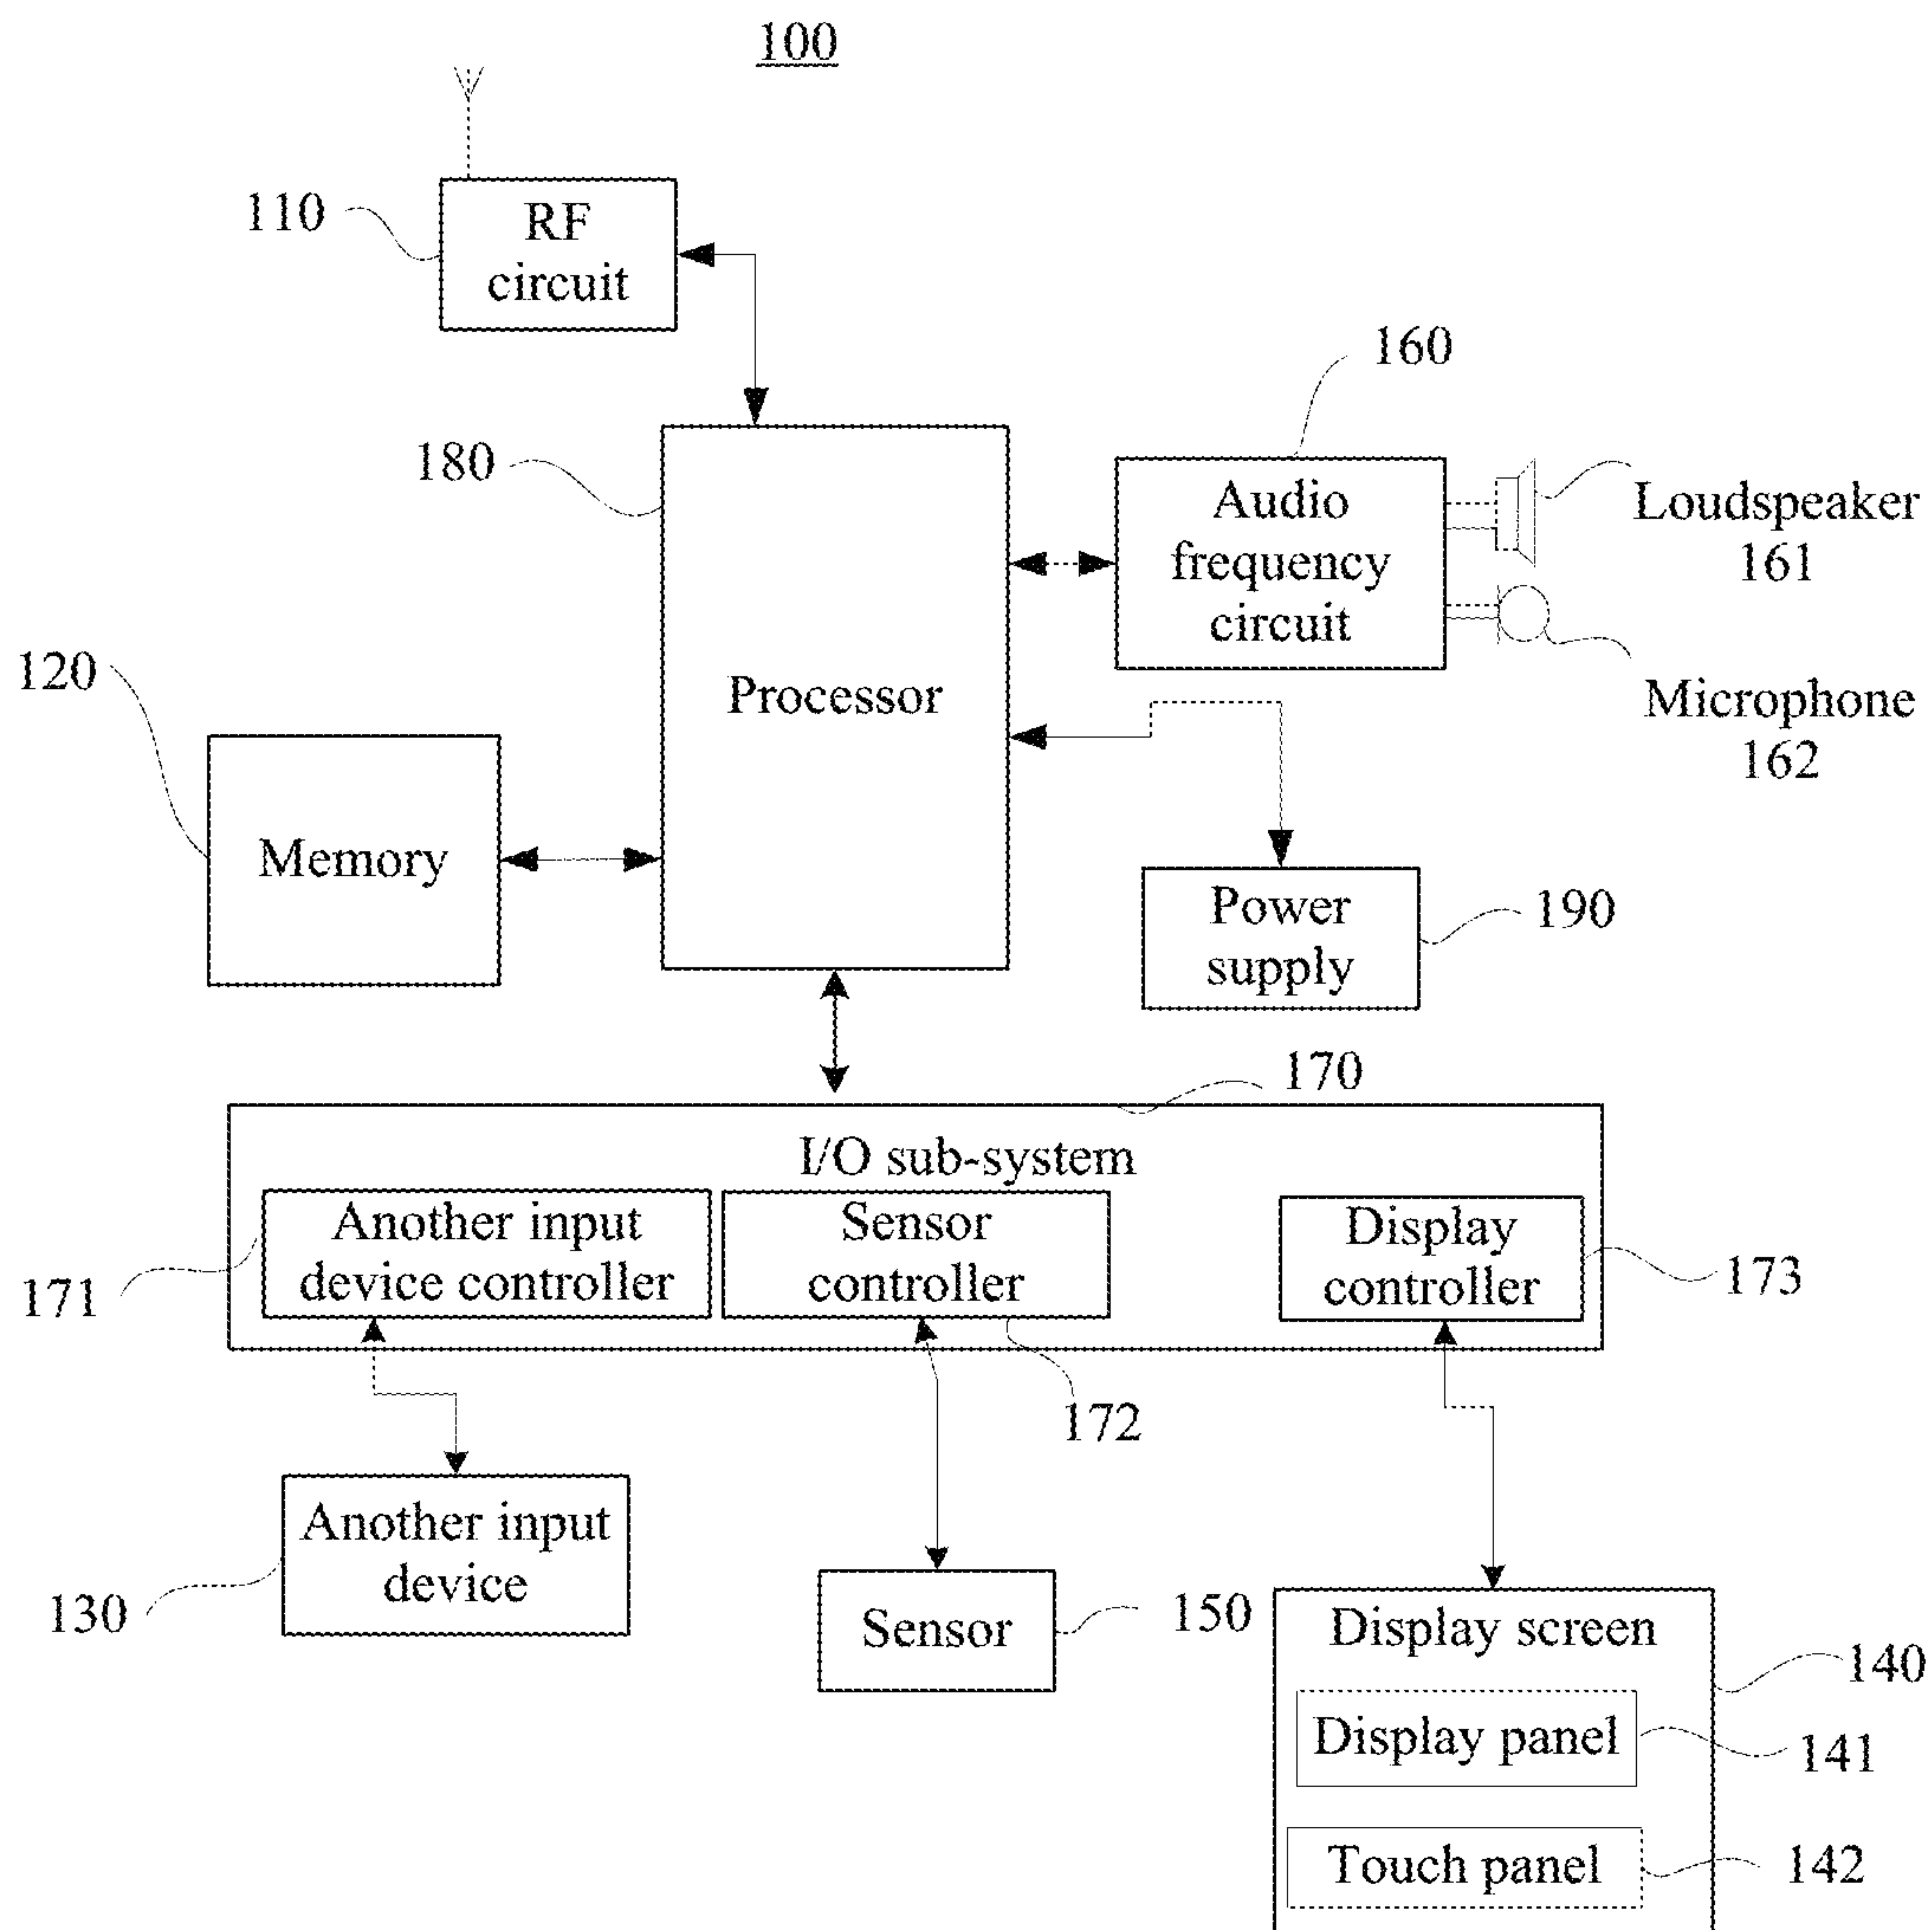 100
110
RF
circuit
160
180
Audio
frequency
circuit
Loudspeaker
161
120
Processor
Microphone
162
Memory
Power
supply
190
170
I/O sub-system
Another input
device controller
Sensor
controller
Display
controller
171
173
172
Another input
device
130
Sensor
150
Display screen
140
Display panel
141
Touch panel
142